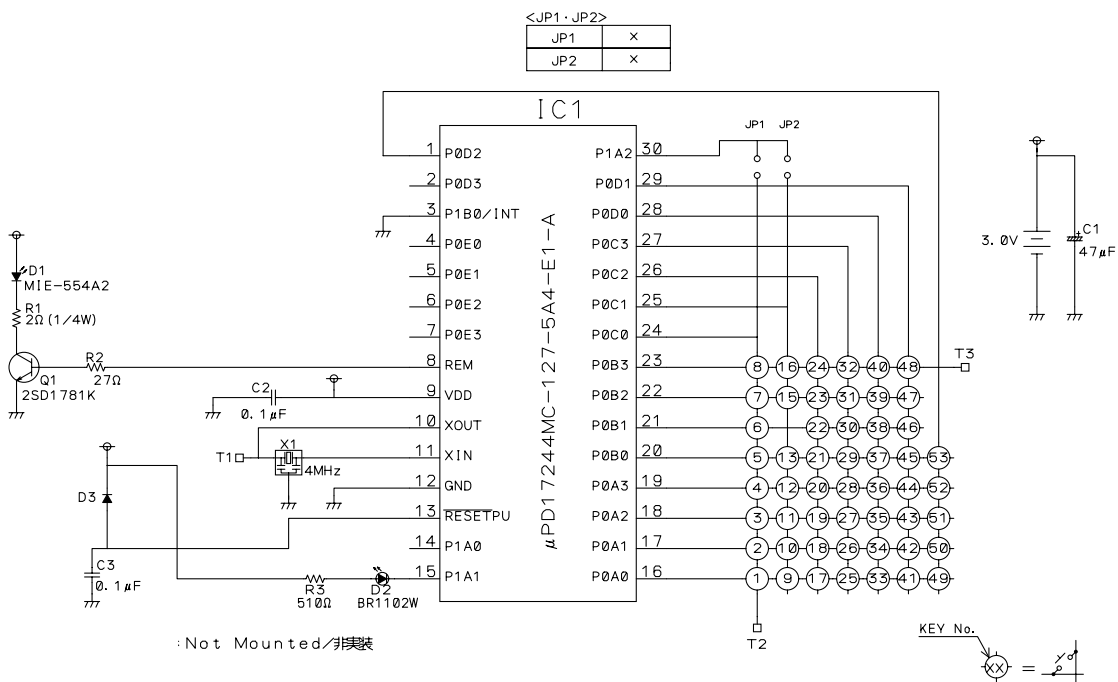 <JP1・JP2>
JP1 ×
JP2 ×
IC1
μPD17244MC-127-5A4-E1-A
1 P0D2
2 P0D3
3 P1B0/INT
4 P0E0
5 P0E1
6 P0E2
7 P0E3
8 REM
9 VDD
10 XOUT
11 XIN
12 GND
13 RESETPU
14 P1A0
15 P1A1
P1A2 30
P0D1 29
P0D0 28
P0C3 27
P0C2 26
P0C1 25
P0C0 24
P0B3 23
P0B2 22
P0B1 21
P0B0 20
P0A3 19
P0A2 18
P0A1 17
P0A0 16
JP1 JP2
3.0V
C1
47μF
D1
MIE-554A2
R1
2Ω(1/4W)
Q1
2SD1781K
R2
27Ω
C2
0.1μF
T1
X1
4MHz
D3
C3
0.1μF
R3
510Ω
D2
BR1102W
8 16 24 32 40 48
T3
7 15 23 31 39 47
6 22 30 38 46
5 13 21 29 37 45 53
4 12 20 28 36 44 52
3 11 19 27 35 43 51
2 10 18 26 34 42 50
1 9 17 25 33 41 49
T2
:Not Mounted/非実装
KEY No.
XX =